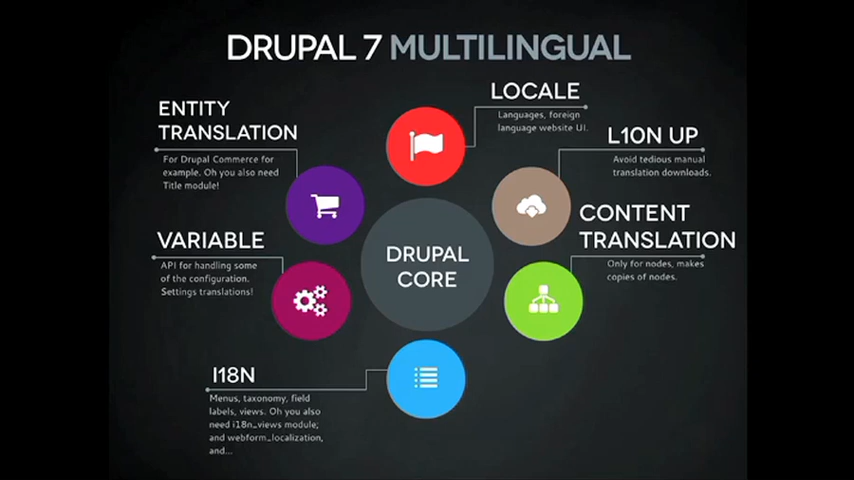 DRUPAL 7 MULTILINGUAL
LOCALE
Languages, foreign
language website UI.
ENTITY
TRANSLATION
For Drupal Commerce for
example. Oh you also need
Title module!
L10N UP
Avoid tedious manual
translation downloads.
CONTENT
TRANSLATION
Only for nodes, makes
copies of nodes.
VARIABLE
API for handling some
of the configuration.
Settings translations!
DRUPAL
CORE
I18N
Menus, taxonomy, field
labels, views. Oh you also
need i18n_views module;
and webform_localization,
and...